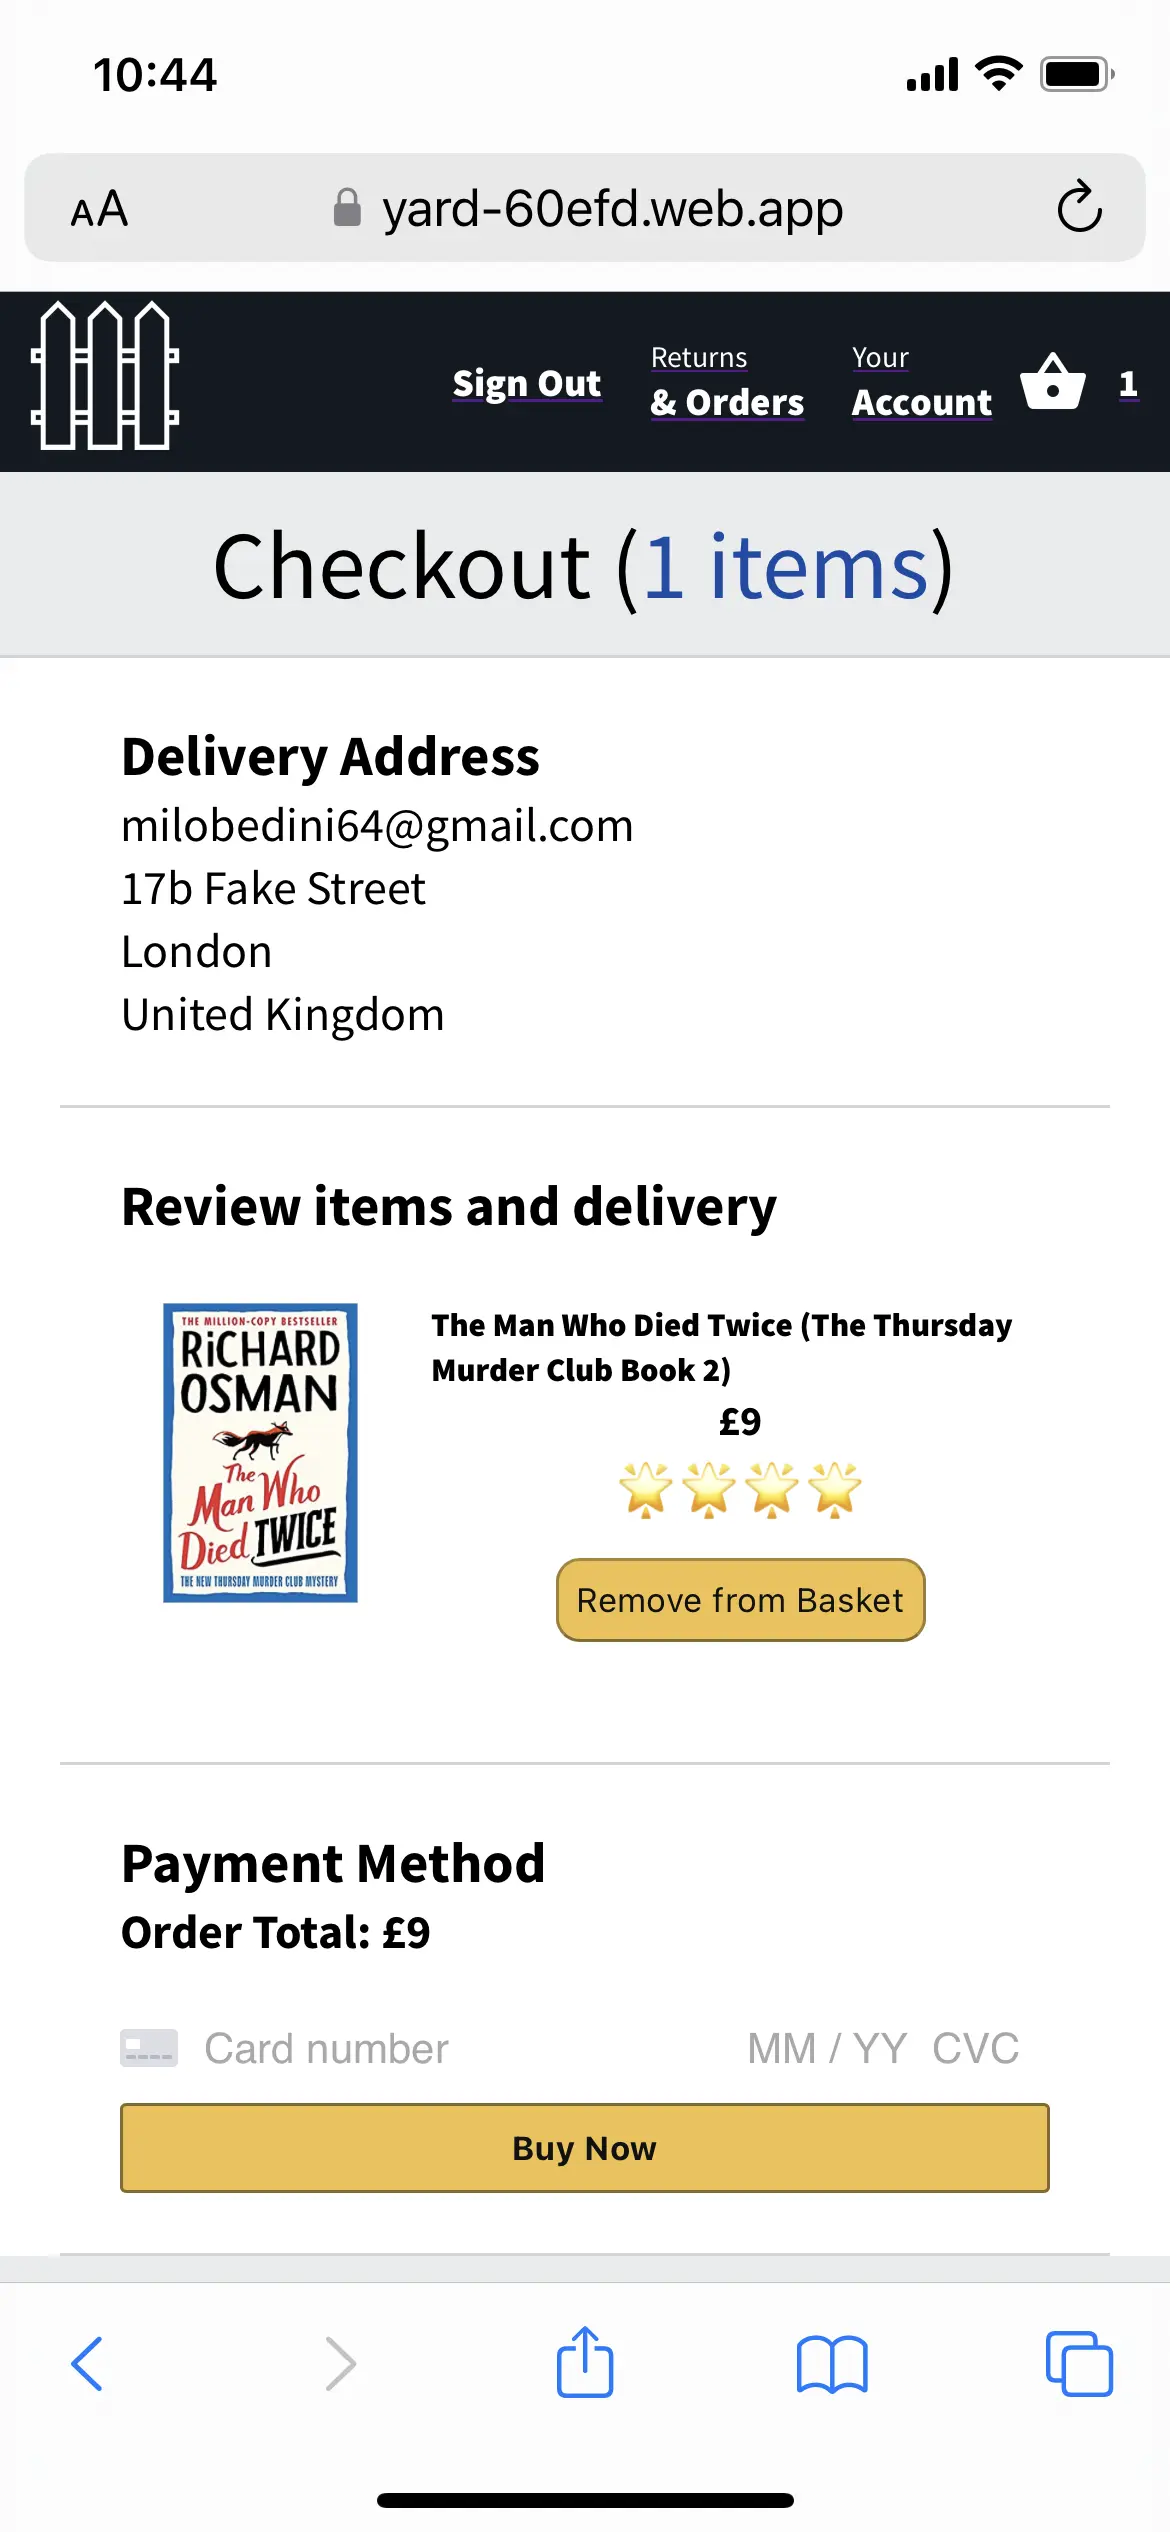 10:44
AA yard-60efd.web.app
Sign Out
Returns
& Orders
Your
Account
1
Checkout (1 items)
Delivery Address
milobedini64@gmail.com
17b Fake Street
London
United Kingdom
Review items and delivery
THE MILLION-COPY BESTSELLER
RiCHARD
OSMAN
The
Man Who
Died TWICE
THE NEW THURSDAY MURDER CLUB MYSTERY
The Man Who Died Twice (The Thursday
Murder Club Book 2)
£9
Remove from Basket
Payment Method
Order Total: £9
Card number MM / YY CVC
Buy Now